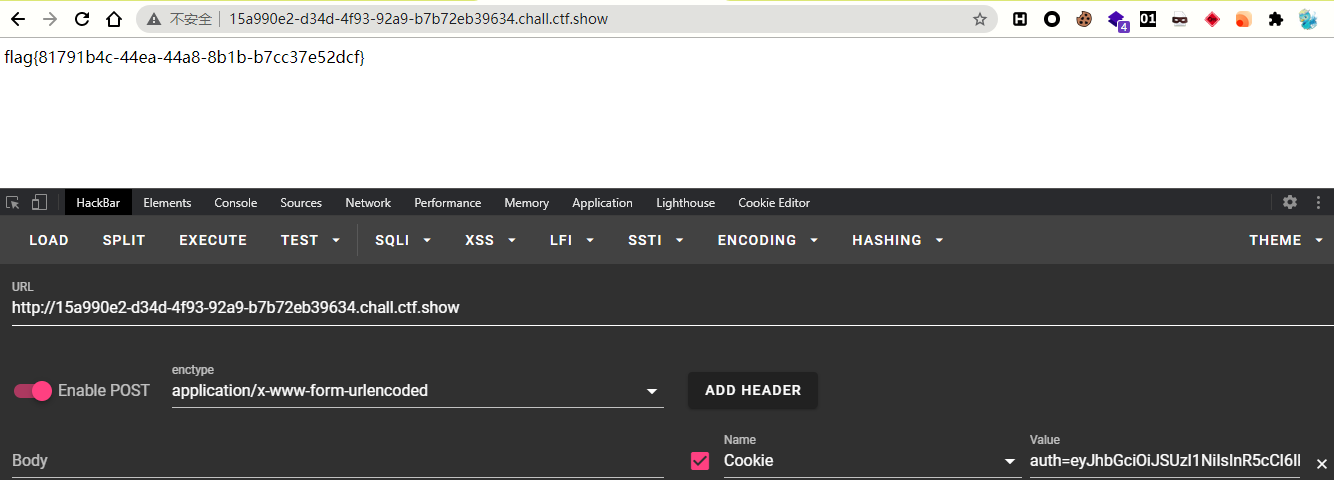 不安全 | 15a990e2-d34d-4f93-92a9-b7b72eb39634.chall.ctf.show
01
4
flag{81791b4c-44ea-44a8-8b1b-b7cc37e52dcf}
HackBar Elements Console Sources Network Performance Memory Application Lighthouse Cookie Editor
LOAD SPLIT EXECUTE TEST SQLI XSS LFI SSTI ENCODING HASHING THEME
URL
http://15a990e2-d34d-4f93-92a9-b7b72eb39634.chall.ctf.show
Enable POST
enctype
application/x-www-form-urlencoded
ADD HEADER
Body
Name
Cookie
Value
auth=eyJhbGciOiJSUzI1NiIsInR5cCI6Il